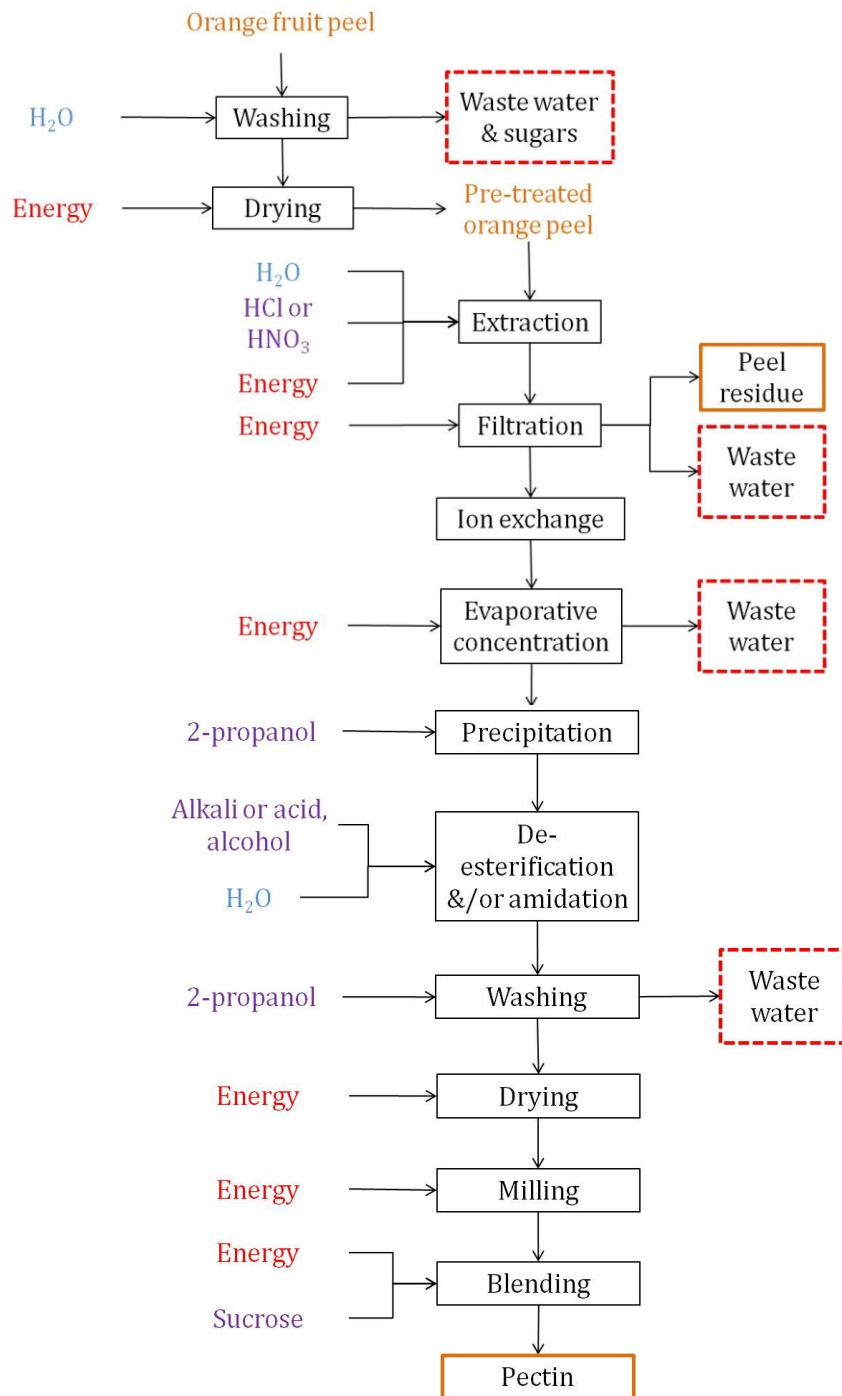 Orange fruit peel
H₂O
Washing
Waste water
& sugars
Energy
Drying
Pre-treated
orange peel
H₂O
HCl or
HNO₃
Energy
Extraction
Peel
residue
Energy
Filtration
Waste
water
Ion exchange
Energy
Evaporative
concentration
Waste
water
2-propanol
Precipitation
Alkali or acid,
alcohol
H₂O
De-
esterification
&/or amidation
2-propanol
Washing
Waste
water
Energy
Drying
Energy
Milling
Energy
Sucrose
Blending
Pectin